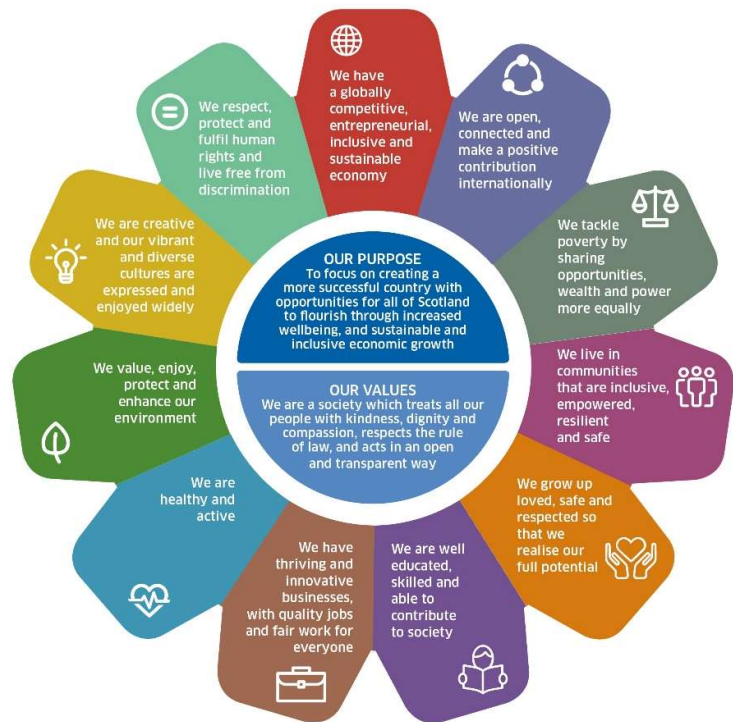 We have
a globally
competitive,
entrepreneurial,
inclusive and
sustainable
economy
We are open,
connected and
make a positive
contribution
internationally
We tackle
poverty by
sharing
opportunities,
wealth and power
more equally
We live in
communities
that are inclusive,
empowered,
resilient
and safe
We grow up
loved, safe and
respected so
that we
realise our
full potential
We are well
educated,
skilled and
able to
contribute
to society
We have
thriving and
innovative
businesses,
with quality jobs
and fair work for
everyone
We are
healthy and
active
We value, enjoy,
protect and
enhance our
environment
We are creative
and our vibrant
and diverse
cultures are
expressed and
enjoyed widely
We respect,
protect and
fulfil human
rights and
live free from
discrimination
OUR PURPOSE
To focus on creating a
more successful country with
opportunities for all of Scotland
to flourish through increased
wellbeing, and sustainable and
inclusive economic growth
OUR VALUES
We are a society which treats all our
people with kindness, dignity and
compassion, respects the rule
of law, and acts in an open
and transparent way